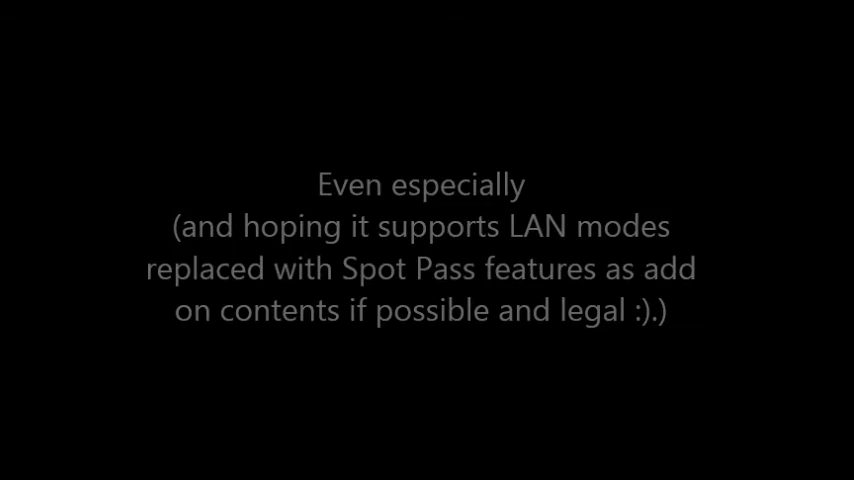 Even especially
(and hoping it supports LAN modes
replaced with Spot Pass features as add
on contents if possible and legal :).)